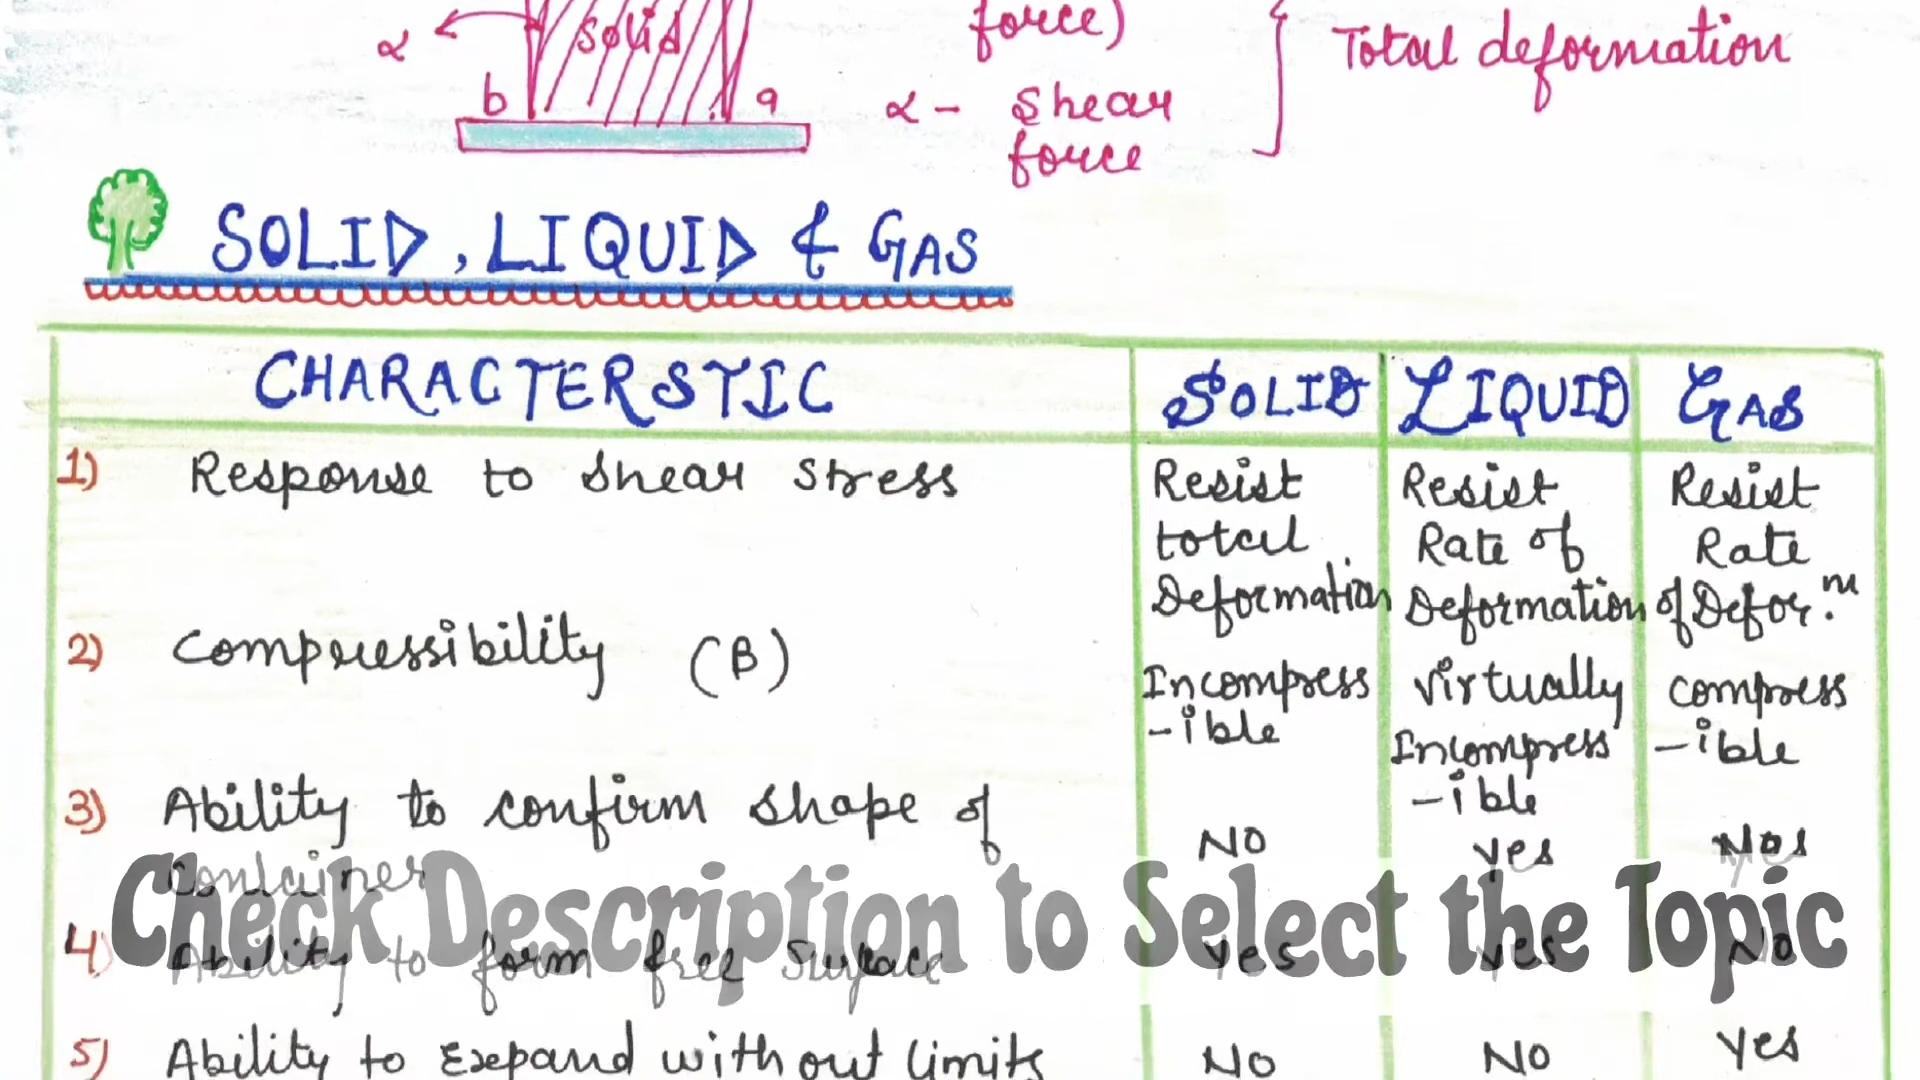 force)
Total deformation
α
Solid
b
a
α - Shear
force
SOLID, LIQUID & GAS
CHARACTERSTIC SOLID LIQUID GAS
1) Response to Shear Stress
Resist total Deformation
Resist Rate of Deformation
Resist Rate of Defor.m
2) Compressibility (B)
Incompress-ible
Virtually Incompress-ible
compress-ible
3) Ability to confirm shape of
Container
NO yes
4) Ability to form free Surface
yes yes No
5) Ability to Expand without limits
No NO Yes
Check Description to Select the Topic